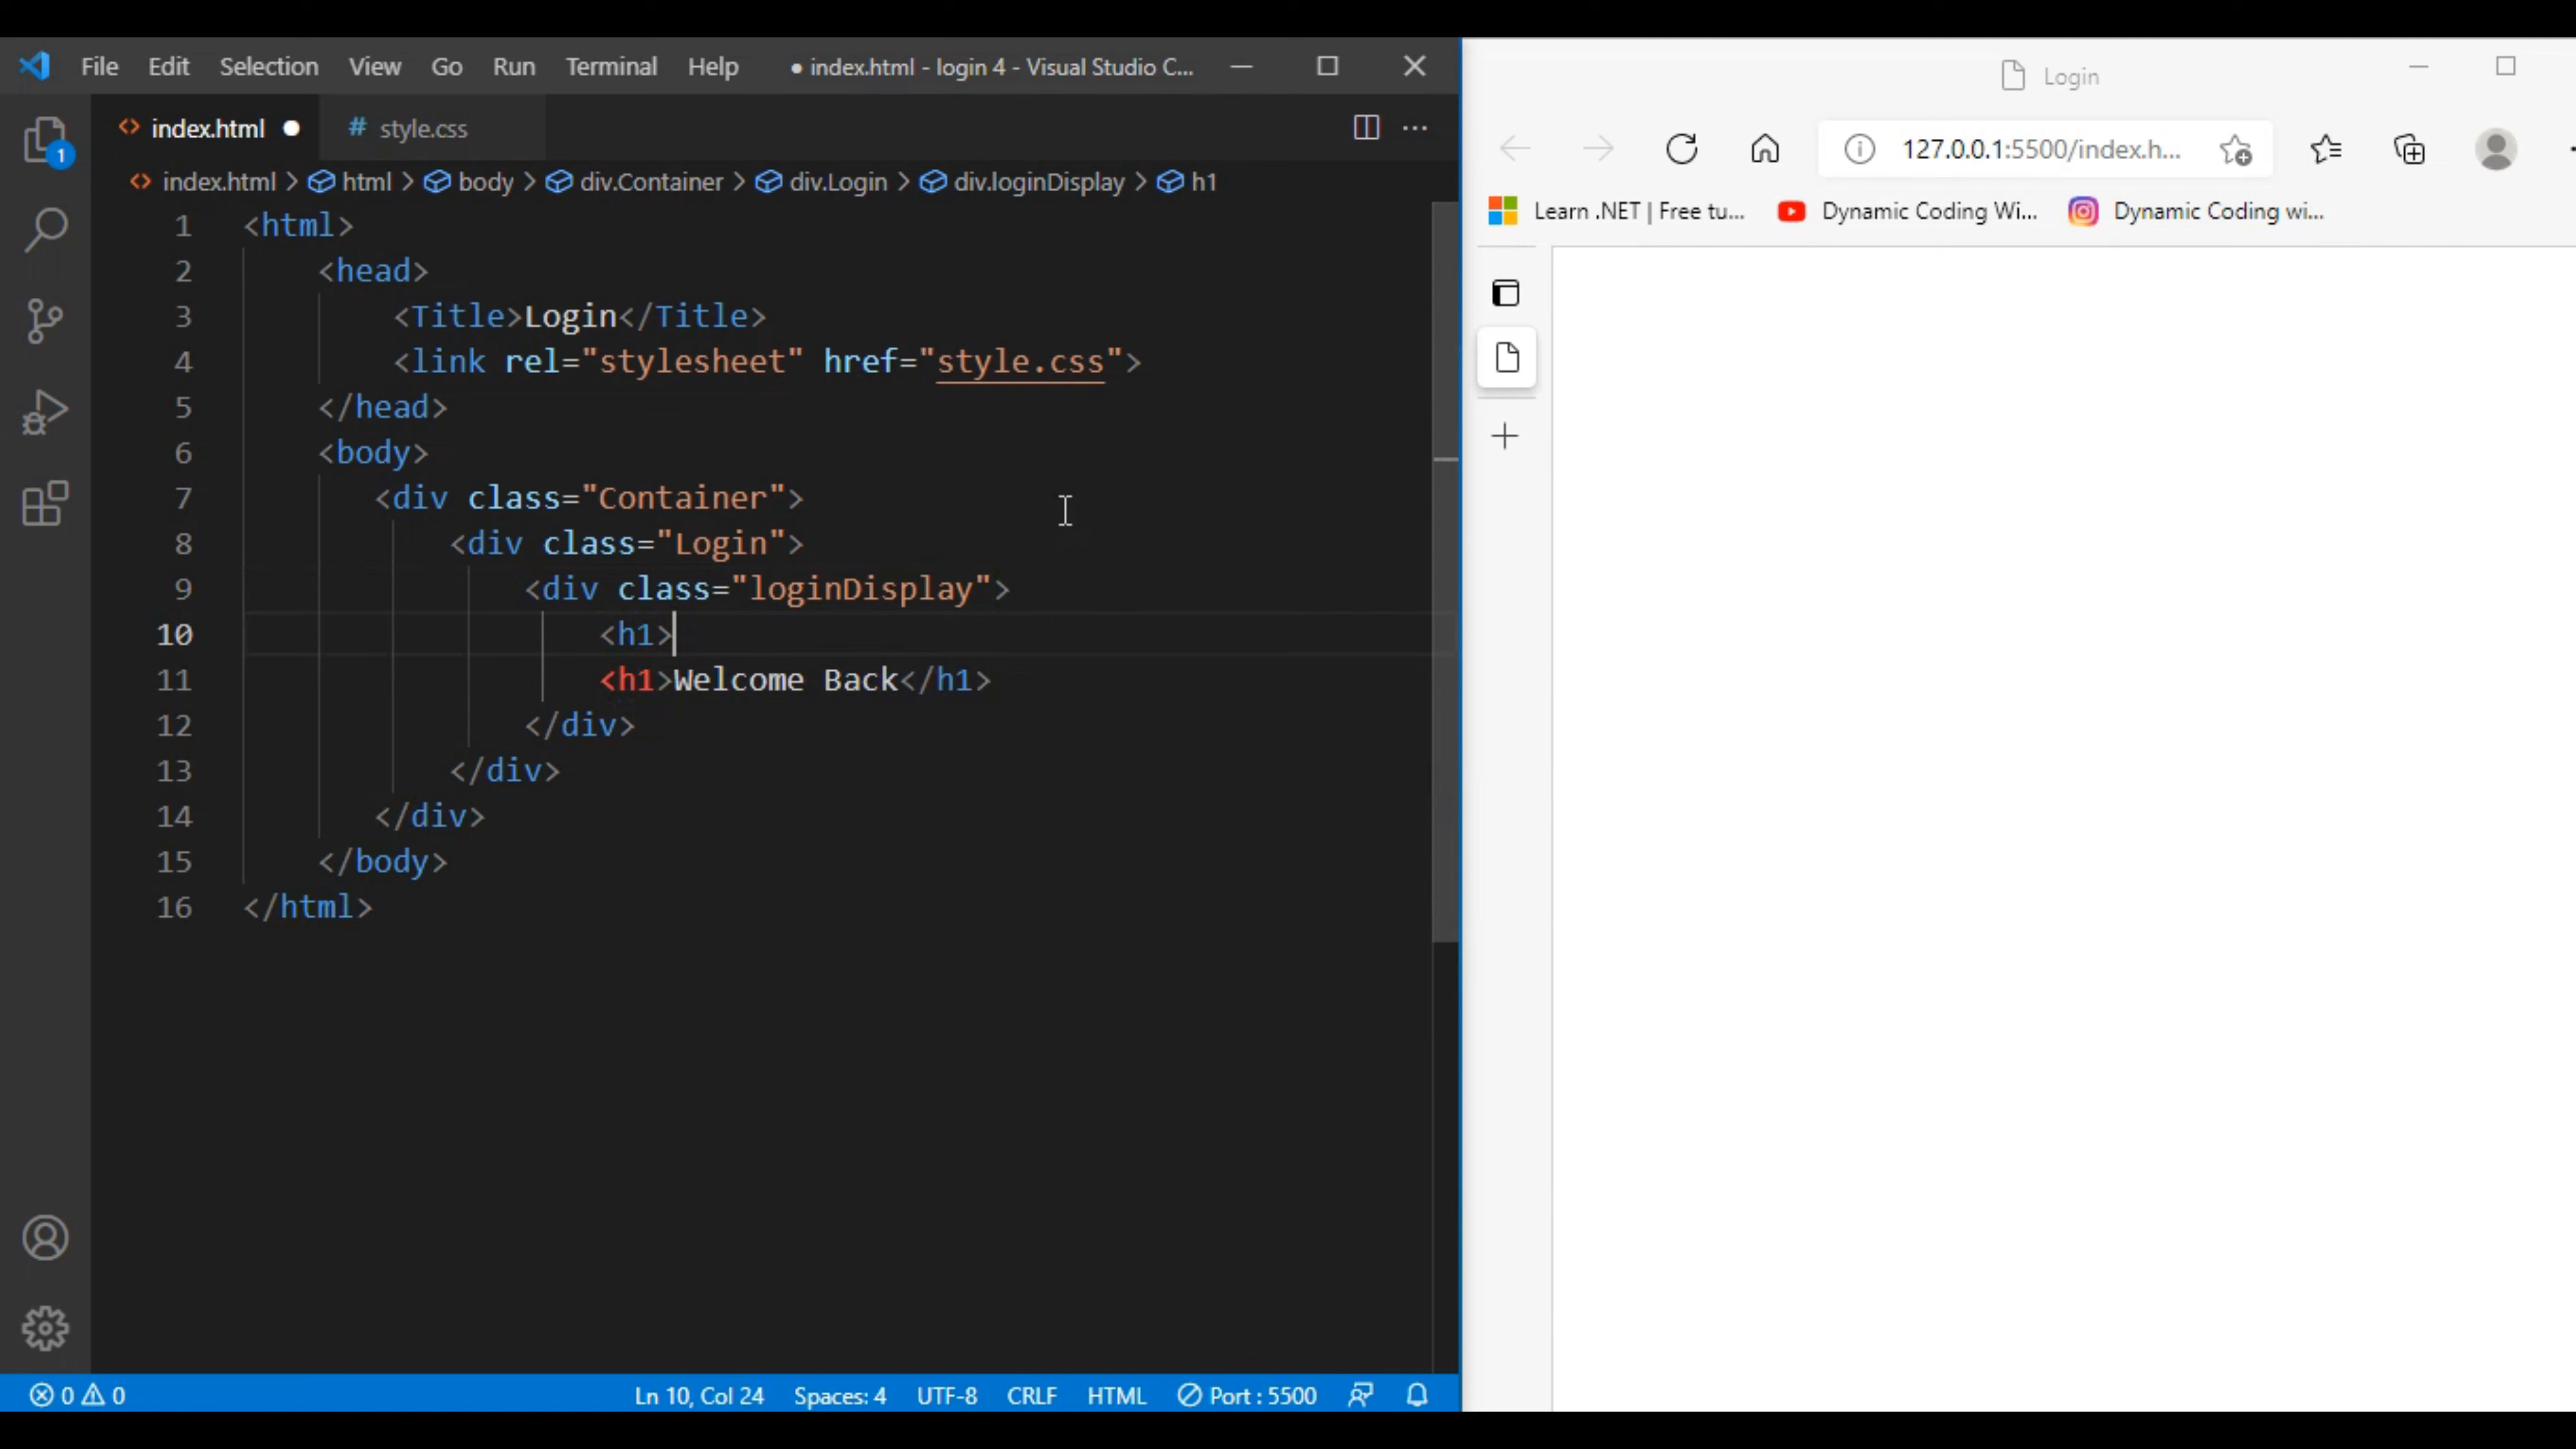 File Edit Selection View Go Run Terminal Help ● index.html - login 4 - Visual Studio C...
index.html ● # style.css ...
index.html > html > body > div.Container > div.Login > div.loginDisplay > h1
1 <html>
2 <head>
3 <Title>Login</Title>
4 <link rel="stylesheet" href="style.css">
5 </head>
6 <body>
7 <div class="Container">
8 <div class="Login">
9 <div class="loginDisplay">
10 <h1>
11 <h1>Welcome Back</h1>
12 </div>
13 </div>
14 </div>
15 </body>
16 </html>
1
0 0 Ln 10, Col 24 Spaces: 4 UTF-8 CRLF HTML Port : 5500
Login
127.0.0.1:5500/index.h...
Learn .NET | Free tu... Dynamic Coding Wi... Dynamic Coding wi...